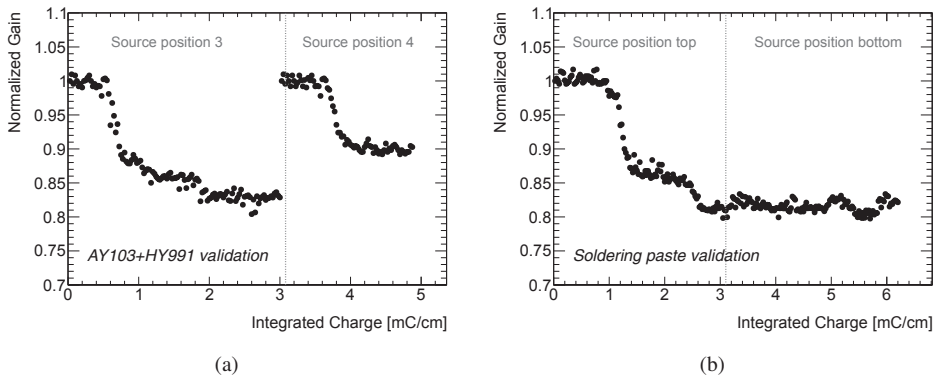 Normalized Gain
1.1
1.05
1
0.95
0.9
0.85
0.8
0.75
0.7
Source position 3
Source position 4
AY103+HY991 validation
0 1 2 3 4 5
Integrated Charge [mC/cm]
(a)
Normalized Gain
1.1
1.05
1
0.95
0.9
0.85
0.8
0.75
0.7
Source position top
Source position bottom
Soldering paste validation
0 1 2 3 4 5 6
Integrated Charge [mC/cm]
(b)